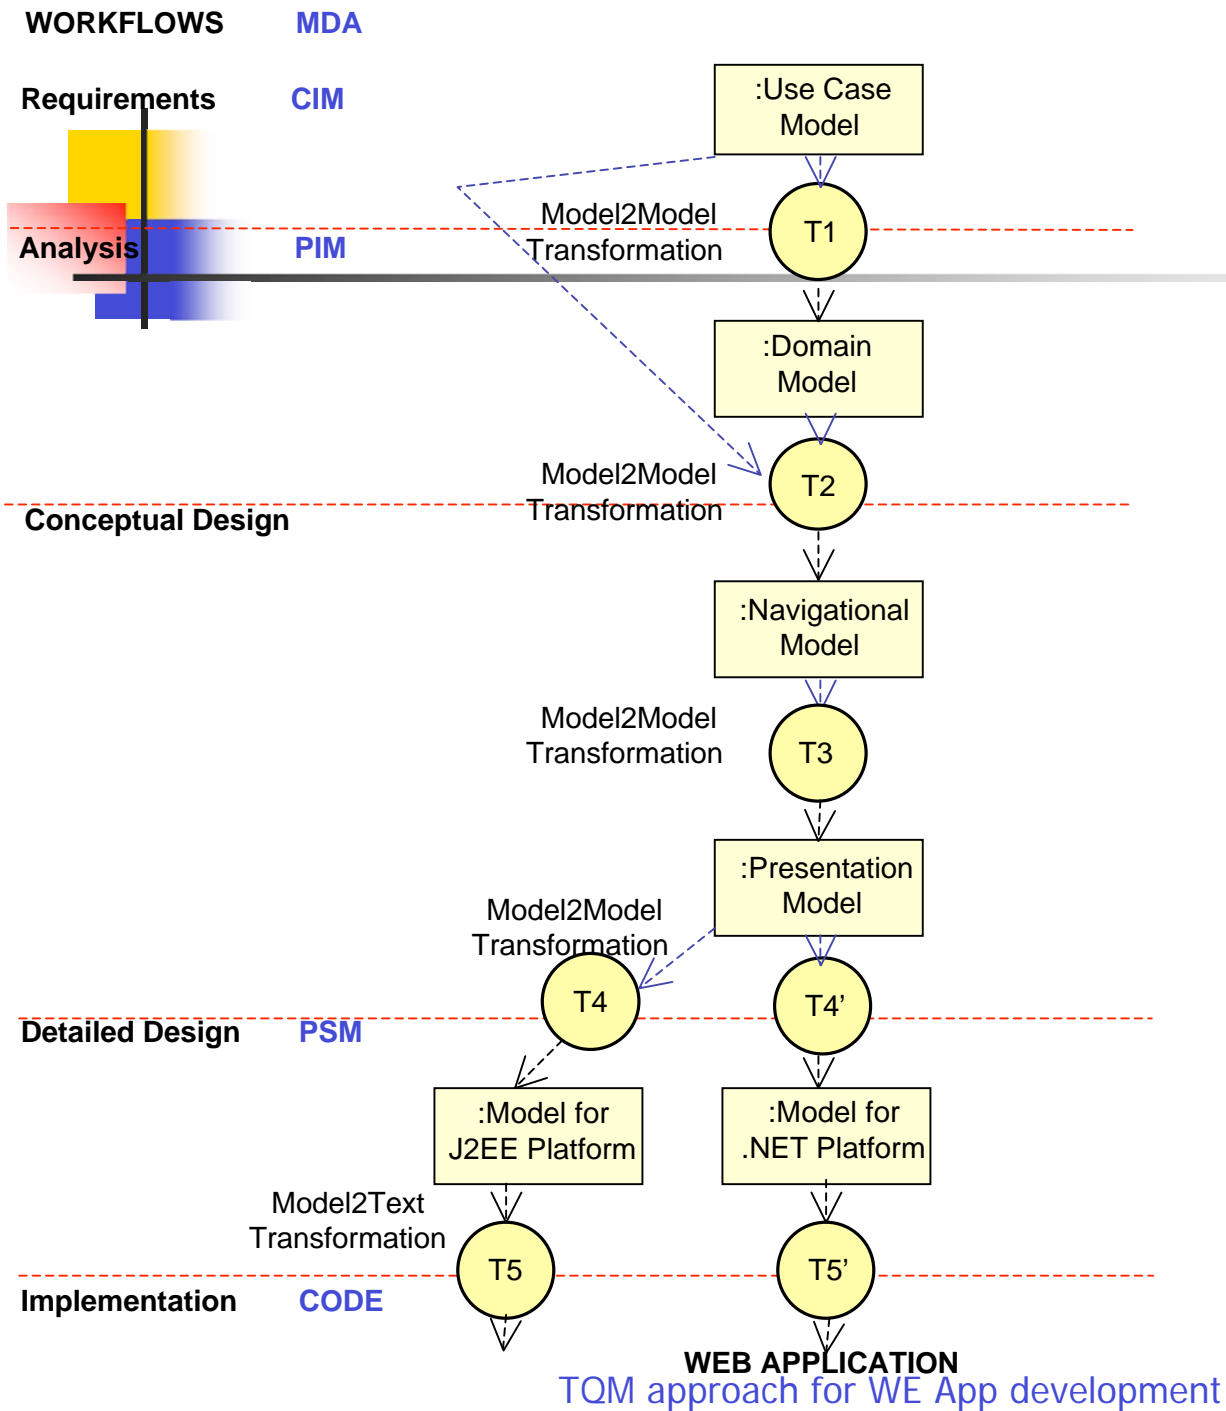 WORKFLOWS MDA
Requirements CIM
:Use Case
Model
Model2Model
Transformation
T1
Analysis PIM
:Domain
Model
Model2Model
Transformation
T2
Conceptual Design
:Navigational
Model
Model2Model
Transformation
T3
:Presentation
Model
Model2Model
Transformation
T4
T4’
Detailed Design PSM
:Model for
J2EE Platform
:Model for
.NET Platform
Model2Text
Transformation
T5
T5’
Implementation CODE
WEB APPLICATION
TQM approach for WE App development